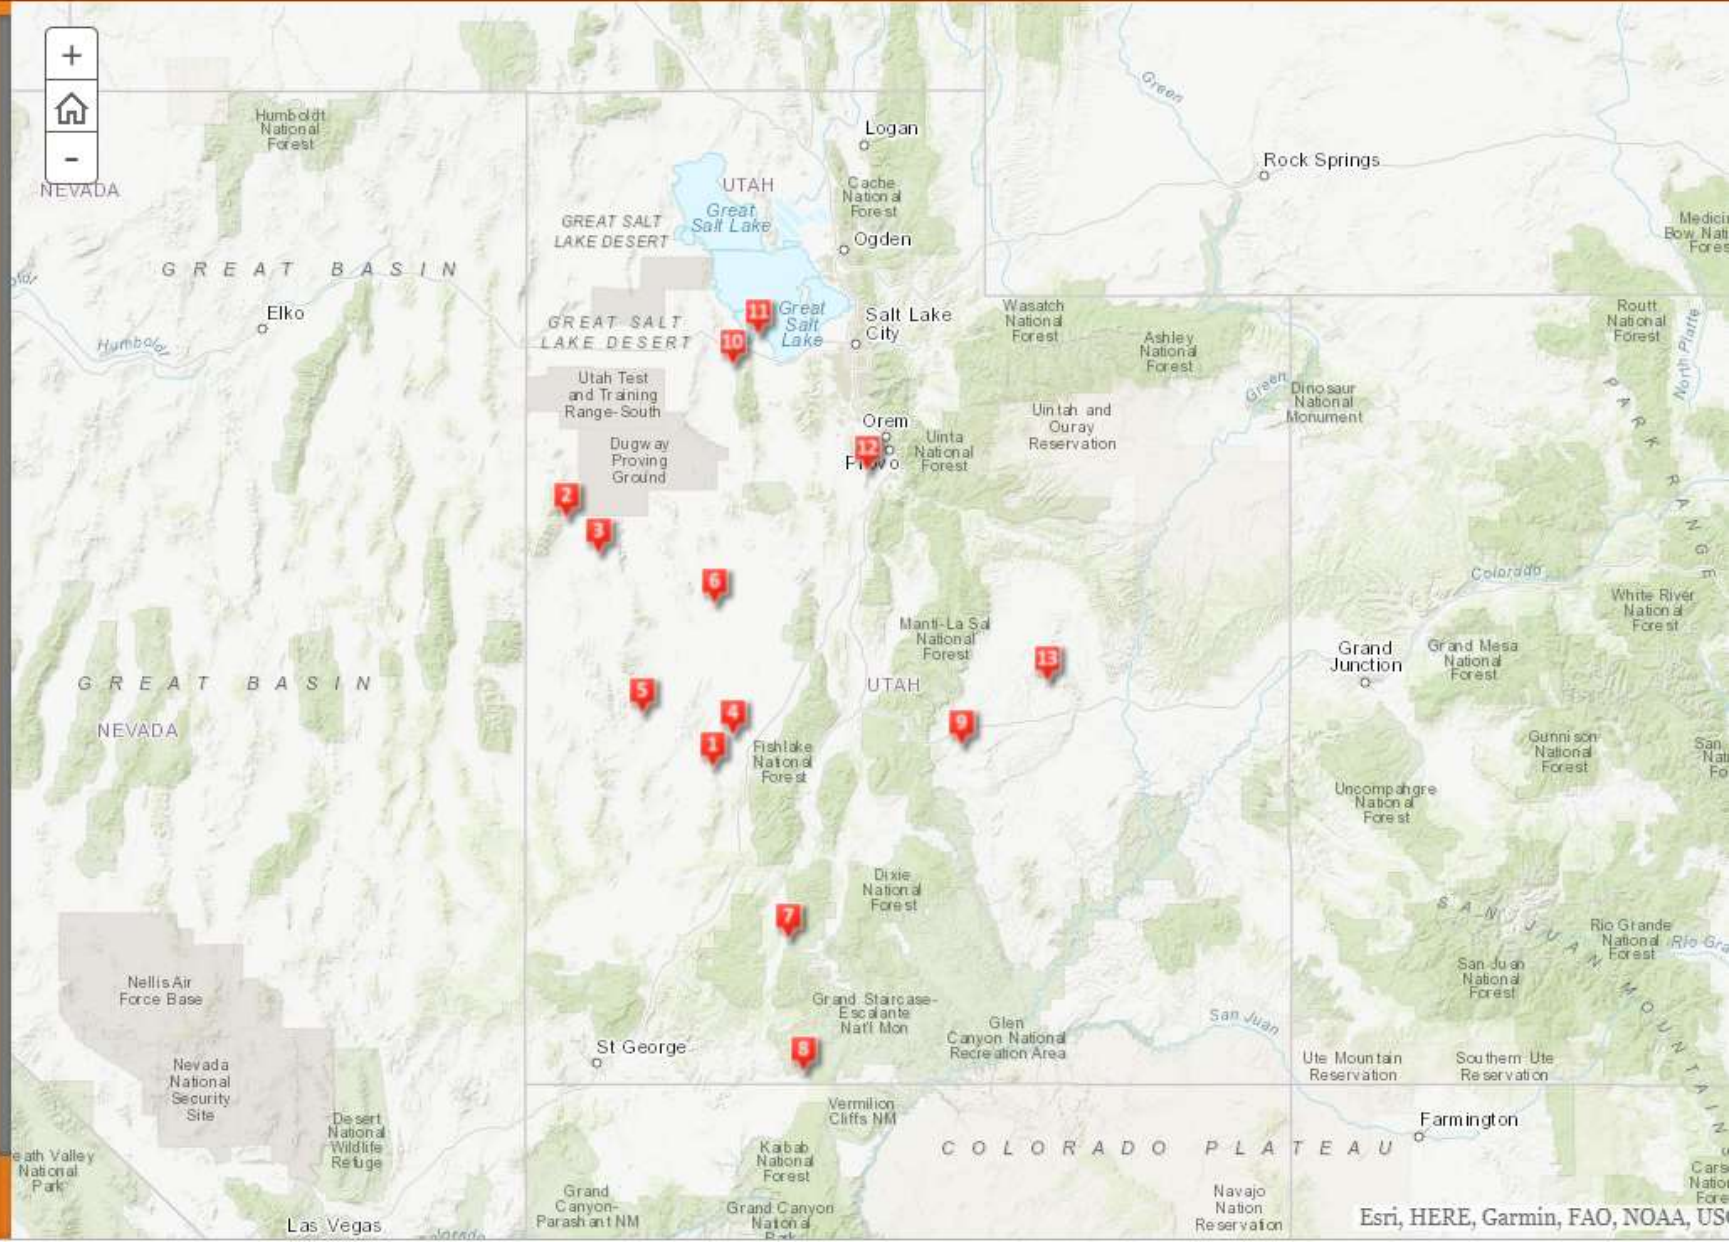 +
-
NEVADA
Humboldt
National
Forest
Logan
Rock Springs
Green
UTAH
Cache
National
Forest
Great
Salt Lake
GREAT SALT
LAKE DESERT
Ogden
GREAT BASIN
Elko
Humboldt
11
Great
Salt
Lake
Salt Lake
City
GREAT SALT
LAKE DESERT
10
Wasatch
National
Forest
Ashley
National
Forest
Routt
National
Forest
North Platte
Green
Dinosaur
National
Monument
PARK RANGE
Utah Test
and Training
Range-South
Dugway
Proving
Ground
Orem
12
Provo
Uinta
National
Forest
Uintah and
Ouray
Reservation
2
3
6
Colorado
White River
National
Forest
Manti-La Sal
National
Forest
13
Grand
Junction
Grand Mesa
National
Forest
GREAT BASIN
NEVADA
5
4
1
UTAH
9
Fishlake
National
Forest
Gunnison
National
Forest
San
Uncompahgre
National
Forest
Dixie
National
Forest
7
SAN JUAN MOUNTAIN
Rio Grande
National
Forest
San Juan
National
Forest
Nellis Air
Force Base
Grand Staircase-
Escalante
Nat'l Mon
Glen
Canyon National
Recreation Area
San Juan
St George
8
Ute Mountain
Reservation
Southern Ute
Reservation
Nevada
National
Security
Site
Desert
National
Wildlife
Refuge
Vermilion
Cliffs NM
Farmington
COLORADO PLATEAU
eath Valley
National
Park
Kaibab
National
Forest
Grand
Canyon-
Parashant NM
Grand Canyon
National
Park
Navajo
Nation
Reservation
Las Vegas
Esri, HERE, Garmin, FAO, NOAA, USG